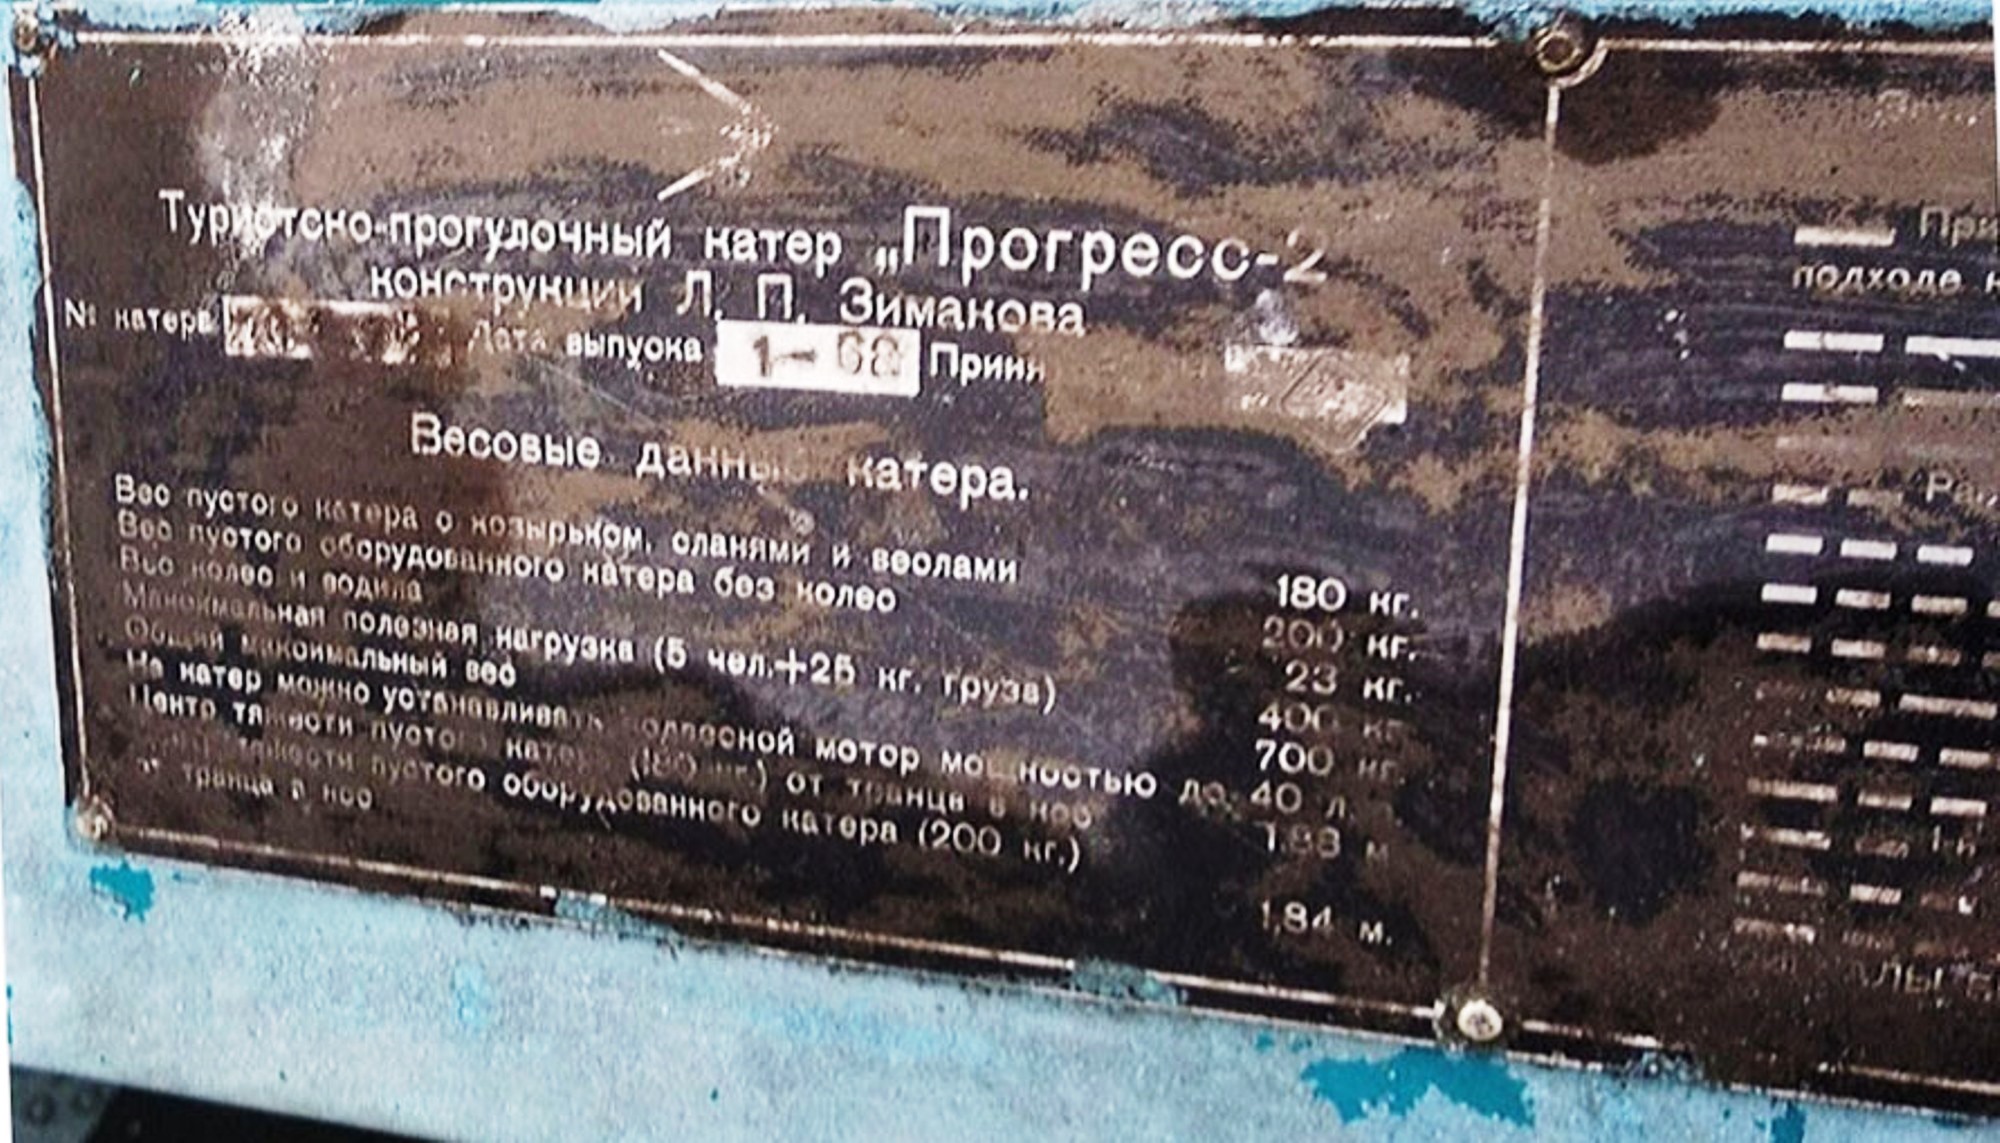 Туристско-прогулочный катер „Прогресс-2
конструкции Л. П. Зимакова
№ катера Дата выпуска 1-68
Весовые данные катера.
Вес пустого катера с козырьком, сланями и веслами 180 кг.
Вес пустого оборудованного катера без колес 200 кг.
Вес колес и водила 23 кг.
Максимальная полезная нагрузка (5 чел.+25 кг. груза) 400 кг.
Общий максимальный вес 700 кг.
На катер можно устанавливать подвесной мотор мощностью до 40 л.
Центр тяжести пустого катера (180 кг.) от транца в нос м
Центр тяжести пустого оборудованного катера (200 кг.)
от транца в нос 1,84 м.
подходе